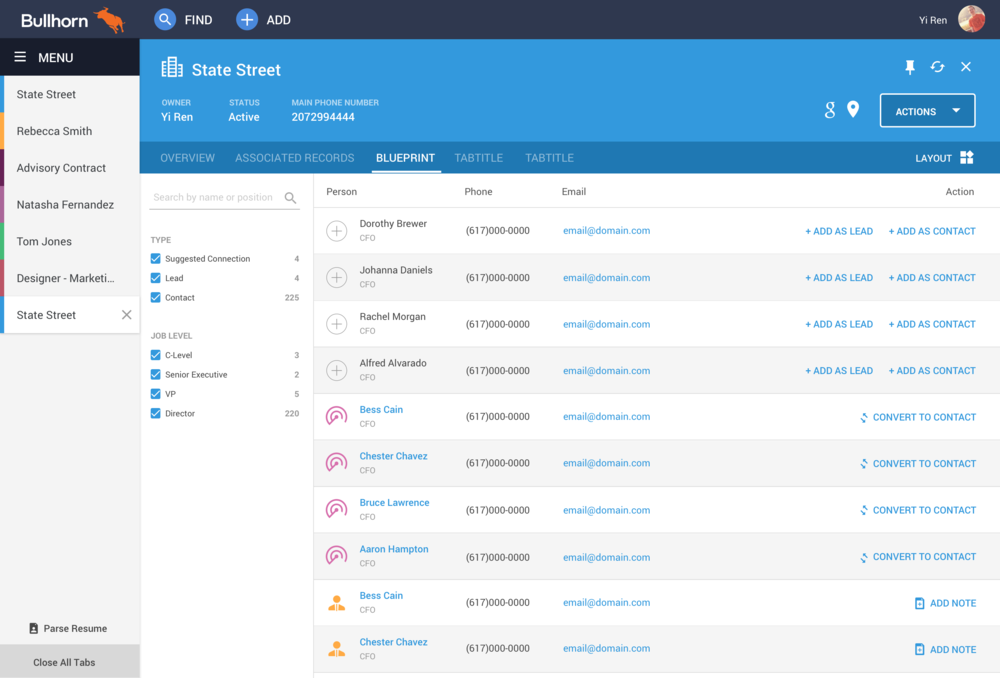 Bullhorn FIND ADD Yi Ren
MENU
State Street
Rebecca Smith
Advisory Contract
Natasha Fernandez
Tom Jones
Designer - Marketi...
State Street
Parse Resume
Close All Tabs
State Street
OWNER STATUS MAIN PHONE NUMBER
Yi Ren Active 2072994444
ACTIONS
OVERVIEW ASSOCIATED RECORDS BLUEPRINT TABTITLE TABTITLE LAYOUT
Search by name or position
TYPE
Suggested Connection 4
Lead 4
Contact 225
JOB LEVEL
C-Level 3
Senior Executive 2
VP 5
Director 220
Person Phone Email Action
Dorothy Brewer (617)000-0000 email@domain.com + ADD AS LEAD + ADD AS CONTACT
CFO
Johanna Daniels (617)000-0000 email@domain.com + ADD AS LEAD + ADD AS CONTACT
CFO
Rachel Morgan (617)000-0000 email@domain.com + ADD AS LEAD + ADD AS CONTACT
CFO
Alfred Alvarado (617)000-0000 email@domain.com + ADD AS LEAD + ADD AS CONTACT
CFO
Bess Cain (617)000-0000 email@domain.com CONVERT TO CONTACT
CFO
Chester Chavez (617)000-0000 email@domain.com CONVERT TO CONTACT
CFO
Bruce Lawrence (617)000-0000 email@domain.com CONVERT TO CONTACT
CFO
Aaron Hampton (617)000-0000 email@domain.com CONVERT TO CONTACT
CFO
Bess Cain (617)000-0000 email@domain.com ADD NOTE
CFO
Chester Chavez (617)000-0000 email@domain.com ADD NOTE
CFO